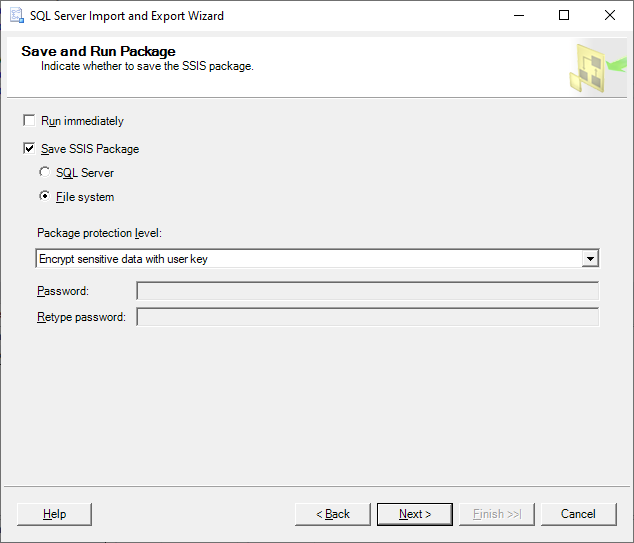 SQL Server Import and Export Wizard
Save and Run Package
Indicate whether to save the SSIS package.
Run immediately
Save SSIS Package
SQL Server
File system
Package protection level:
Encrypt sensitive data with user key
Password:
Retype password:
Help
< Back
Next >
Finish >>|
Cancel